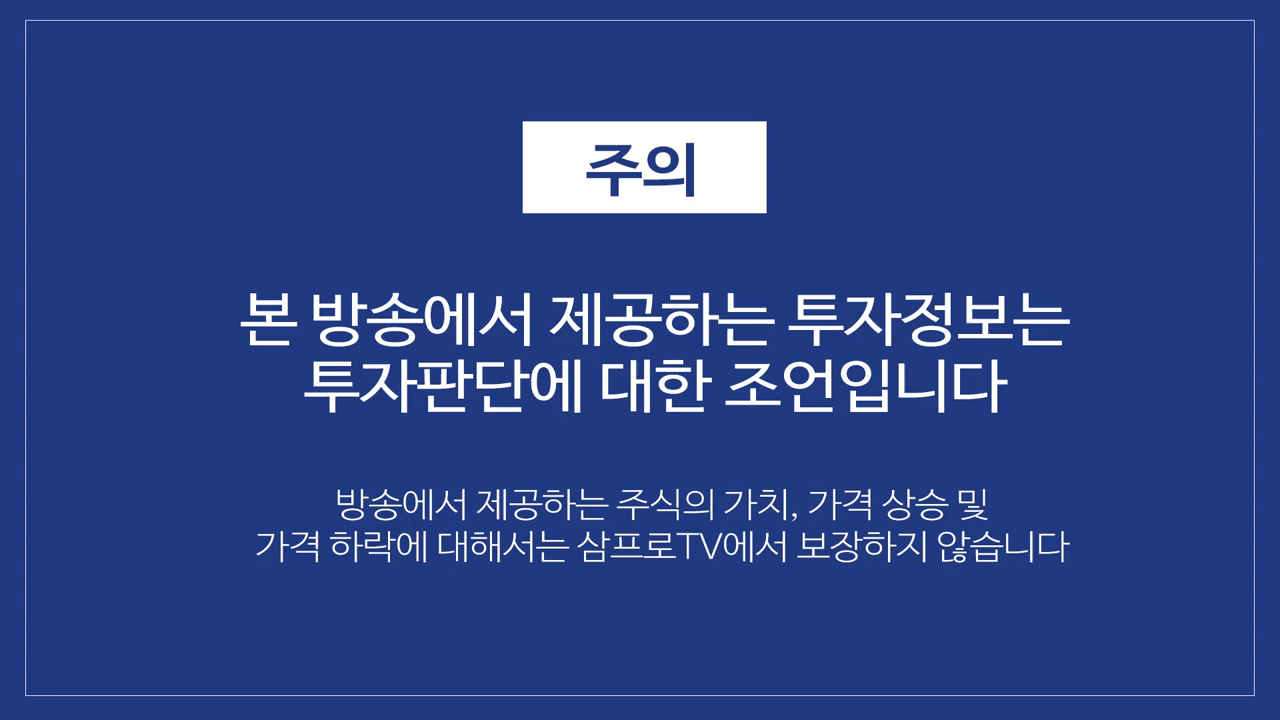 주의
본 방송에서 제공하는 투자정보는
투자판단에 대한 조언입니다
방송에서 제공하는 주식의 가치, 가격 상승 및
가격 하락에 대해서는 삼프로TV에서 보장하지 않습니다